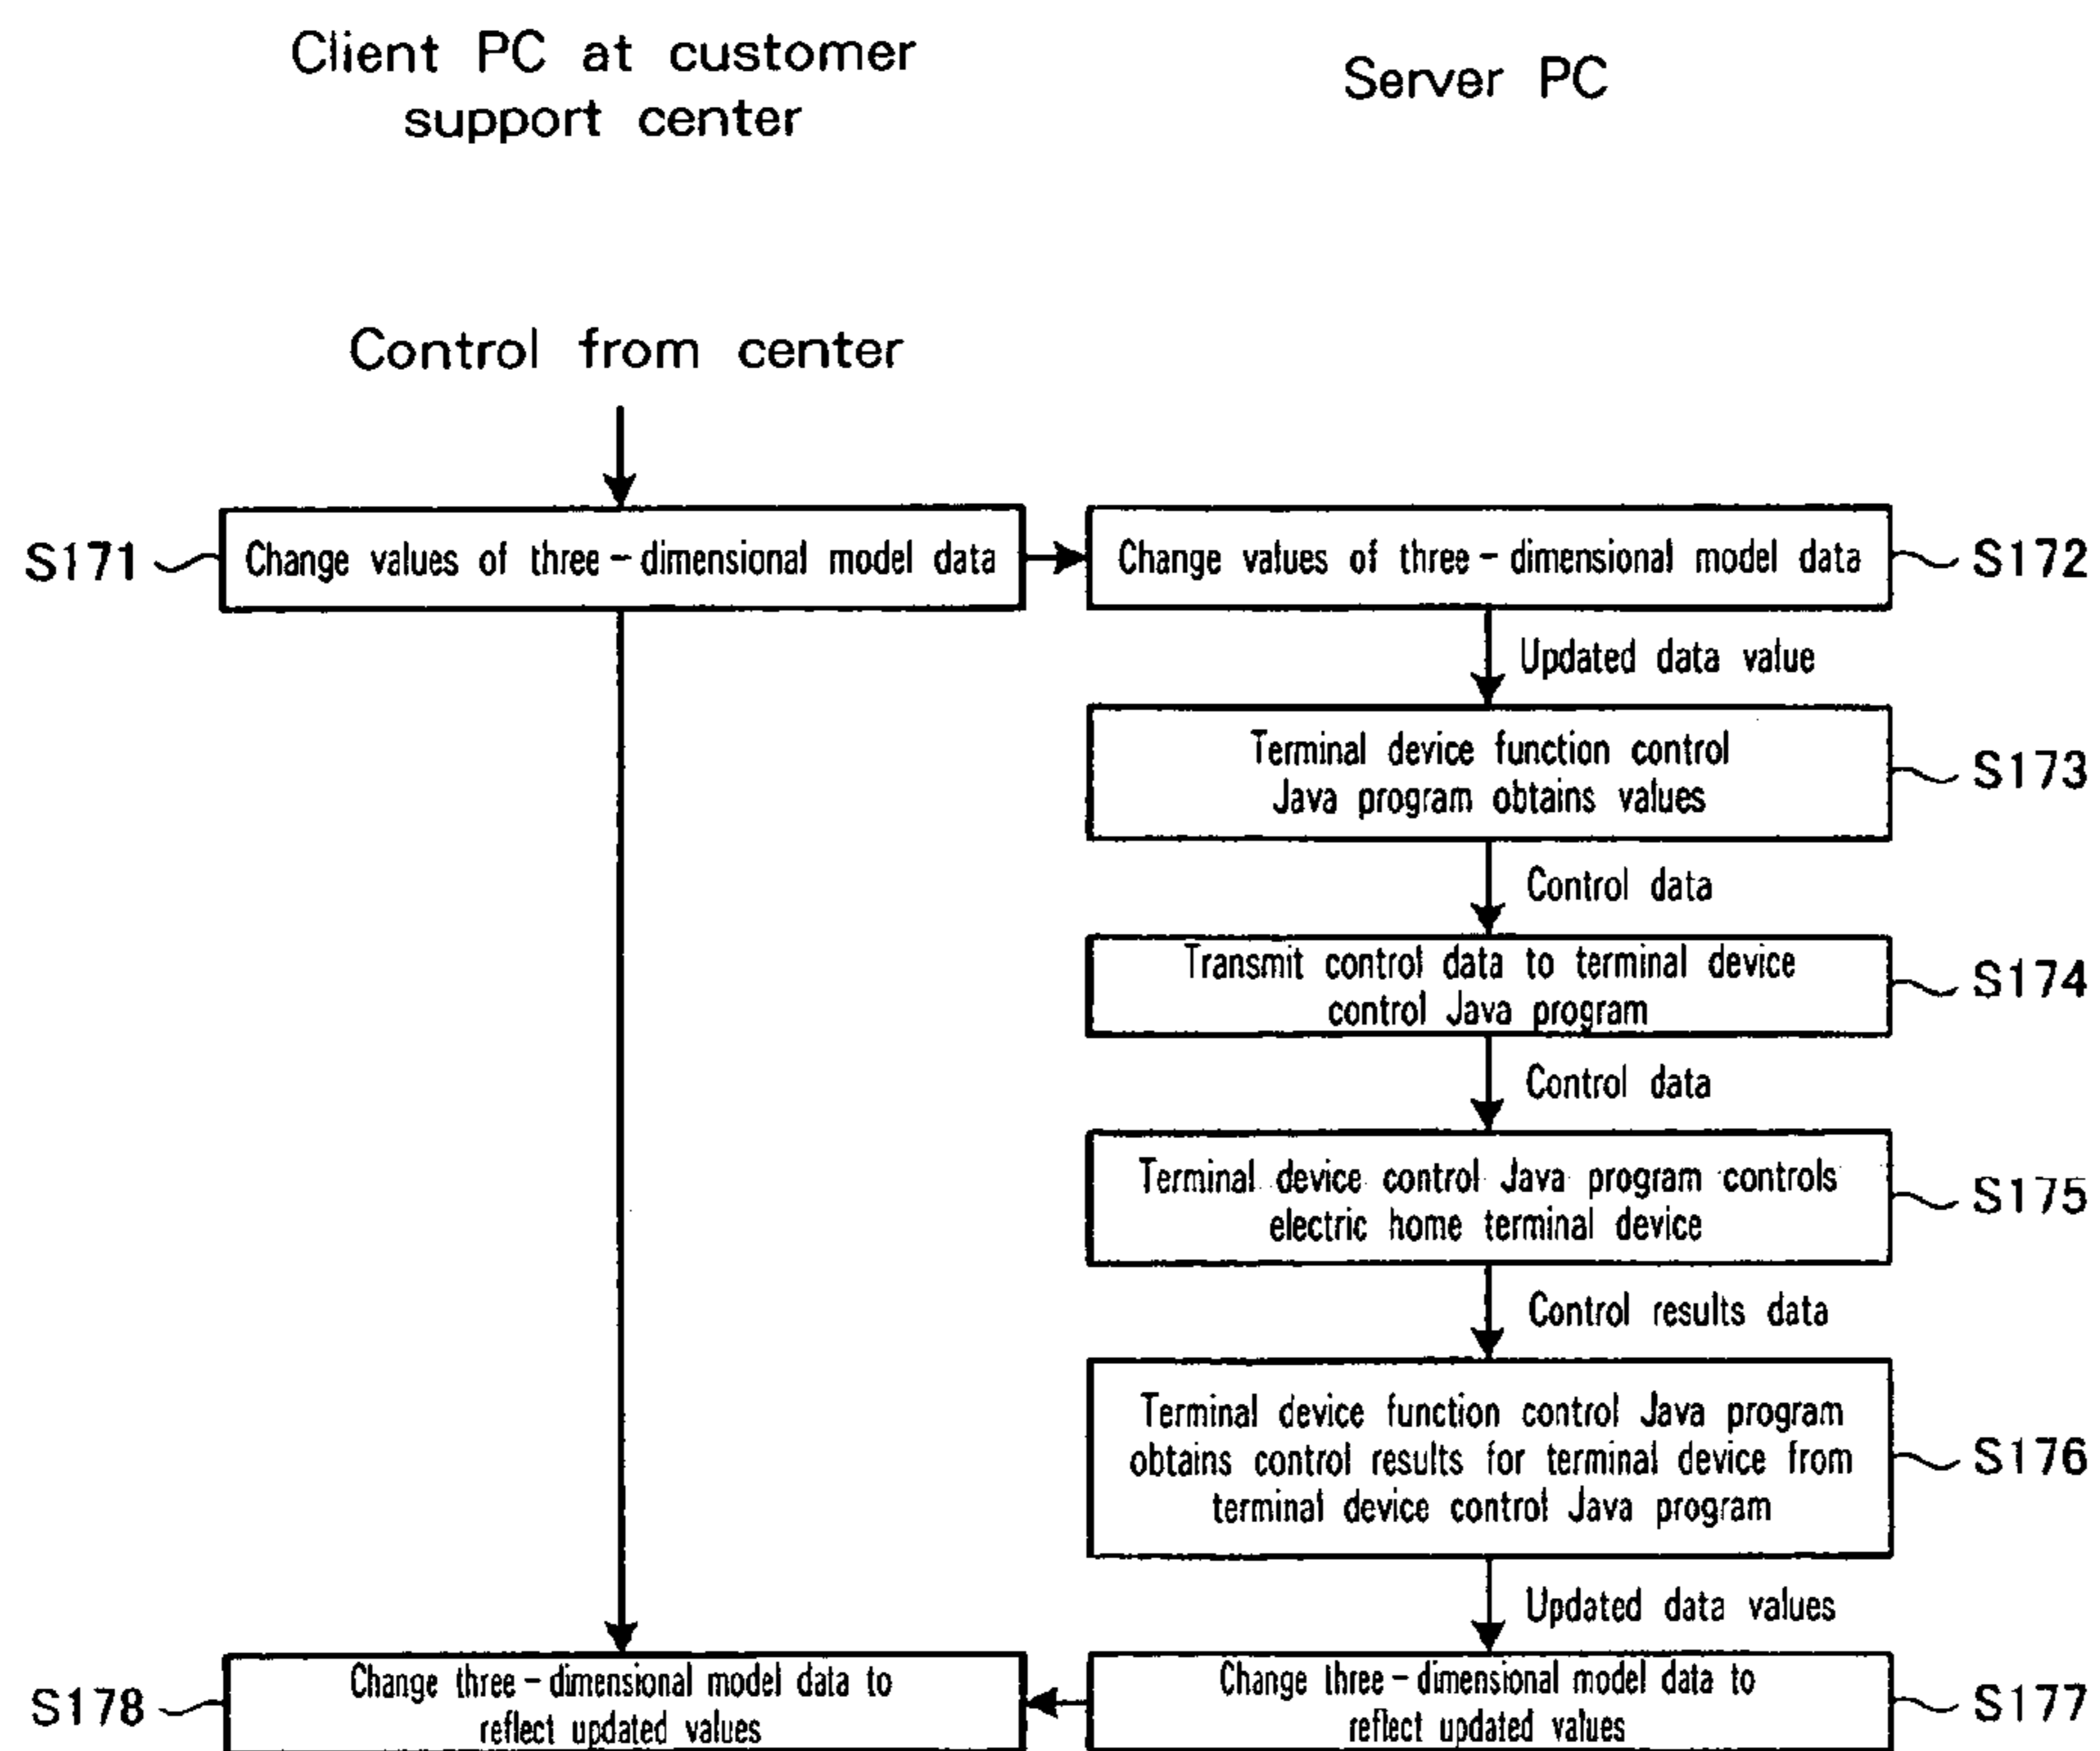 Client PC at customer
support center
Server PC
Control from center
S171
Change values of three-dimensional model data
Change values of three-dimensional model data
S172
Updated data value
Terminal device function control
Java program obtains values
S173
Control data
Transmit control data to terminal device
control Java program
S174
Control data
Terminal device control Java program controls
electric home terminal device
S175
Control results data
Terminal device function control Java program
obtains control results for terminal device from
terminal device control Java program
S176
Updated data values
S178
Change three-dimensional model data to
reflect updated values
Change three-dimensional model data to
reflect updated values
S177